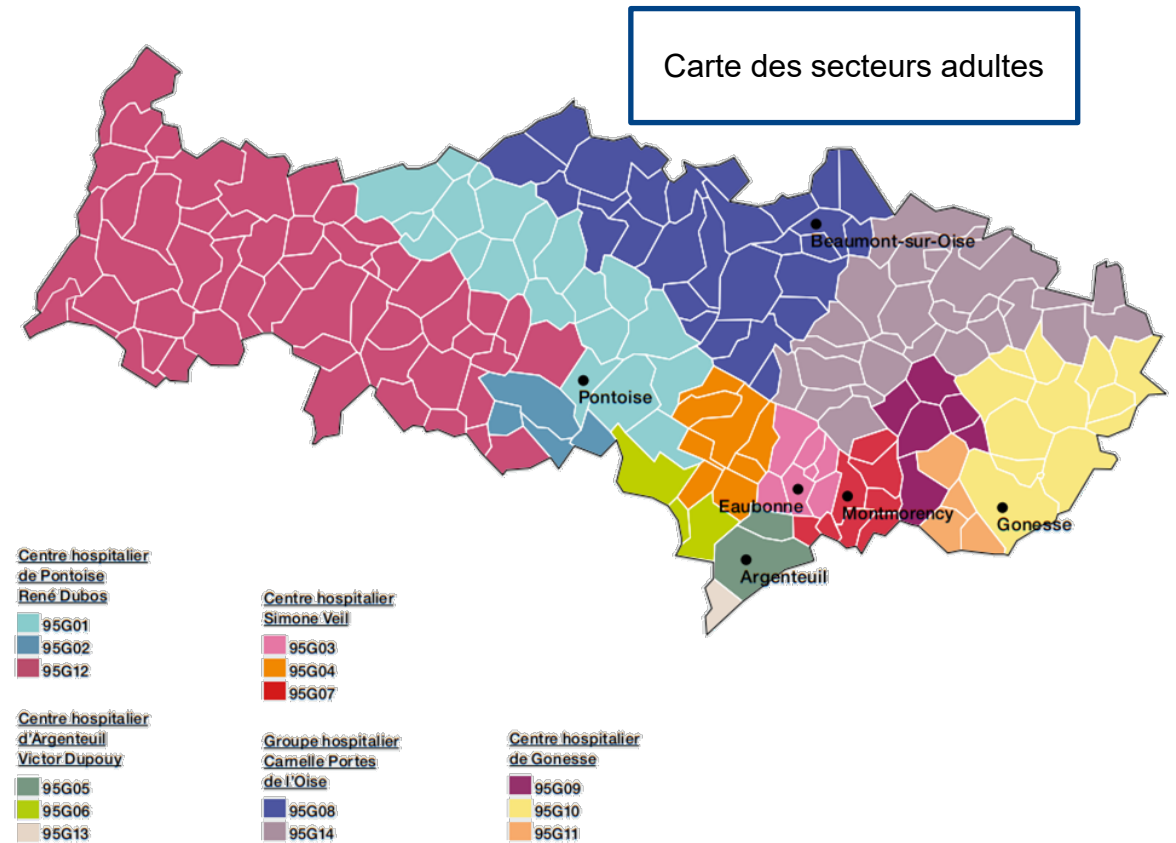 Carte des secteurs adultes
Beaumont-sur-Oise
Pontoise
Eaubonne
Montmorency
Gonesse
Argenteuil
Centre hospitalier
de Pontoise
René Dubos
95G01
95G02
95G12
Centre hospitalier
Simone Veil
95G03
95G04
95G07
Centre hospitalier
d'Argenteuil
Victor Dupouy
95G05
95G06
95G13
Groupe hospitalier
Carnelle Portes
de l'Oise
95G08
95G14
Centre hospitalier
de Gonesse
95G09
95G10
95G11